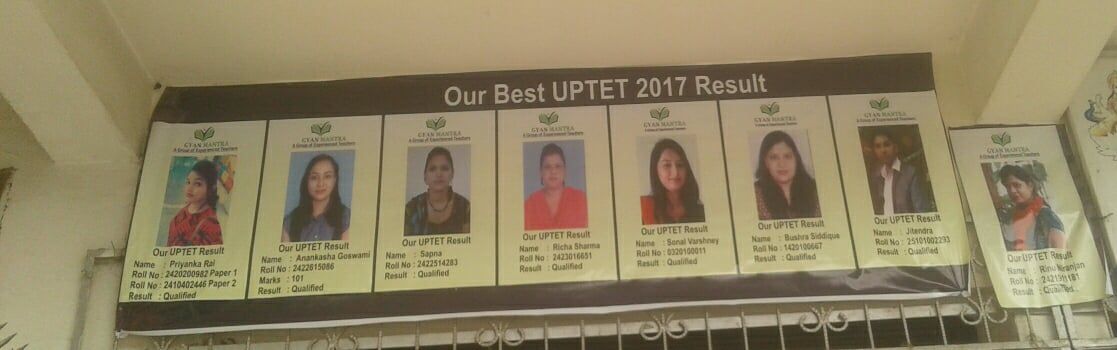 Our Best UPTET 2017 Result
GYAN MANTRA
A Group of Experienced Teachers
Our UPTET Result
Name : Priyanka Rai
Roll No : 2420200982 Paper 1
Roll No : 2410402446 Paper 2
Result : Qualified
GYAN MANTRA
A Group of Experienced Teachers
Our UPTET Result
Name : Anankasha Goswami
Roll No : 2422615086
Marks : 101
Result : Qualified
GYAN MANTRA
A Group of Experienced Teachers
Our UPTET Result
Name : Sapna
Roll No : 2422514283
Result : Qualified
GYAN MANTRA
A Group of Experienced Teachers
Our UPTET Result
Name : Richa Sharma
Roll No : 2423016651
Result : Qualified
GYAN MANTRA
A Group of Experienced Teachers
Our UPTET Result
Name : Sonal Varshney
Roll No : 0320100011
Result : Qualified
GYAN MANTRA
A Group of Experienced Teachers
Our UPTET Result
Name : Bushra Siddique
Roll No : 1420100667
Result : Qualified
GYAN MANTRA
A Group of Experienced Teachers
Our UPTET Result
Name : Jitendra
Roll No : 25101002293
Result : Qualified
GYAN MANTRA
A Group of Experienced Teachers
Our UPTET Result
Name : Rinu Niranjan
Roll No :
Result : Qualified